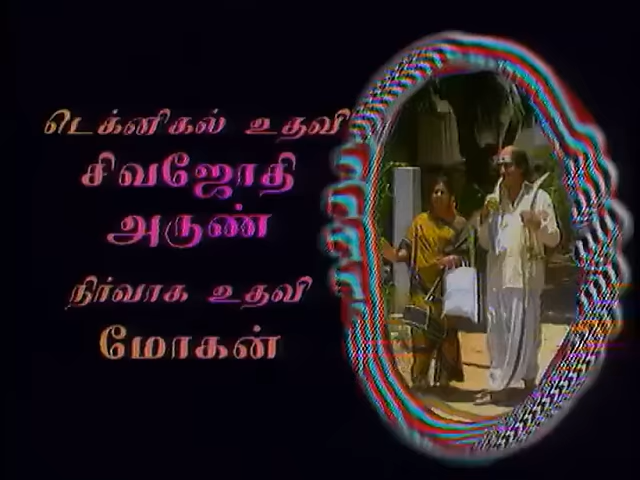 டெக்னிகல் உதவி
சிவஜோதி
அருண்
நிர்வாக உதவி
மோகன்